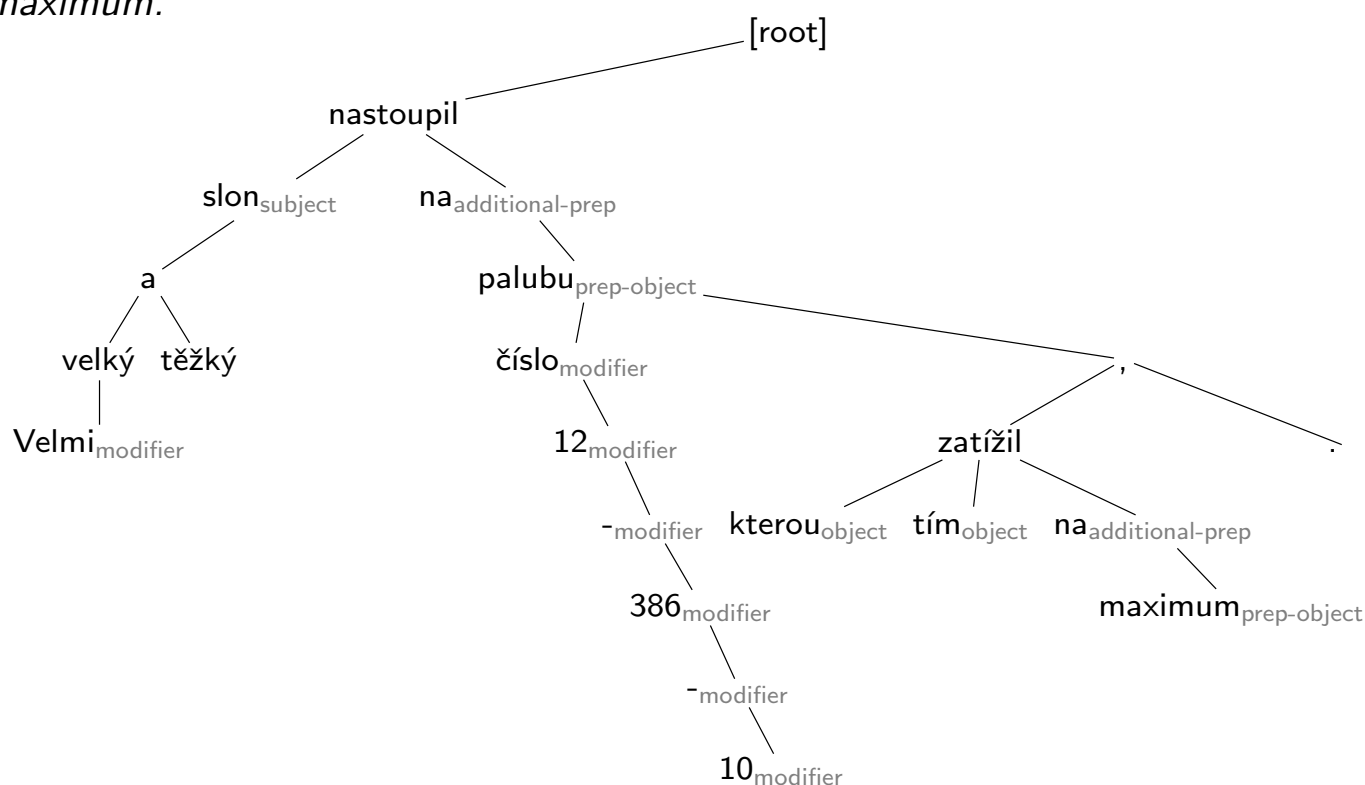 maximum.
[root]
nastoupil
slonsubject naadditional-prep
a palubuprep-object
velký těžký číslomodifier ,
Velmimodifier 12modifier zatížil .
-modifier kterouobject tímobject naadditional-prep
386modifier maximumprep-object
-modifier
10modifier